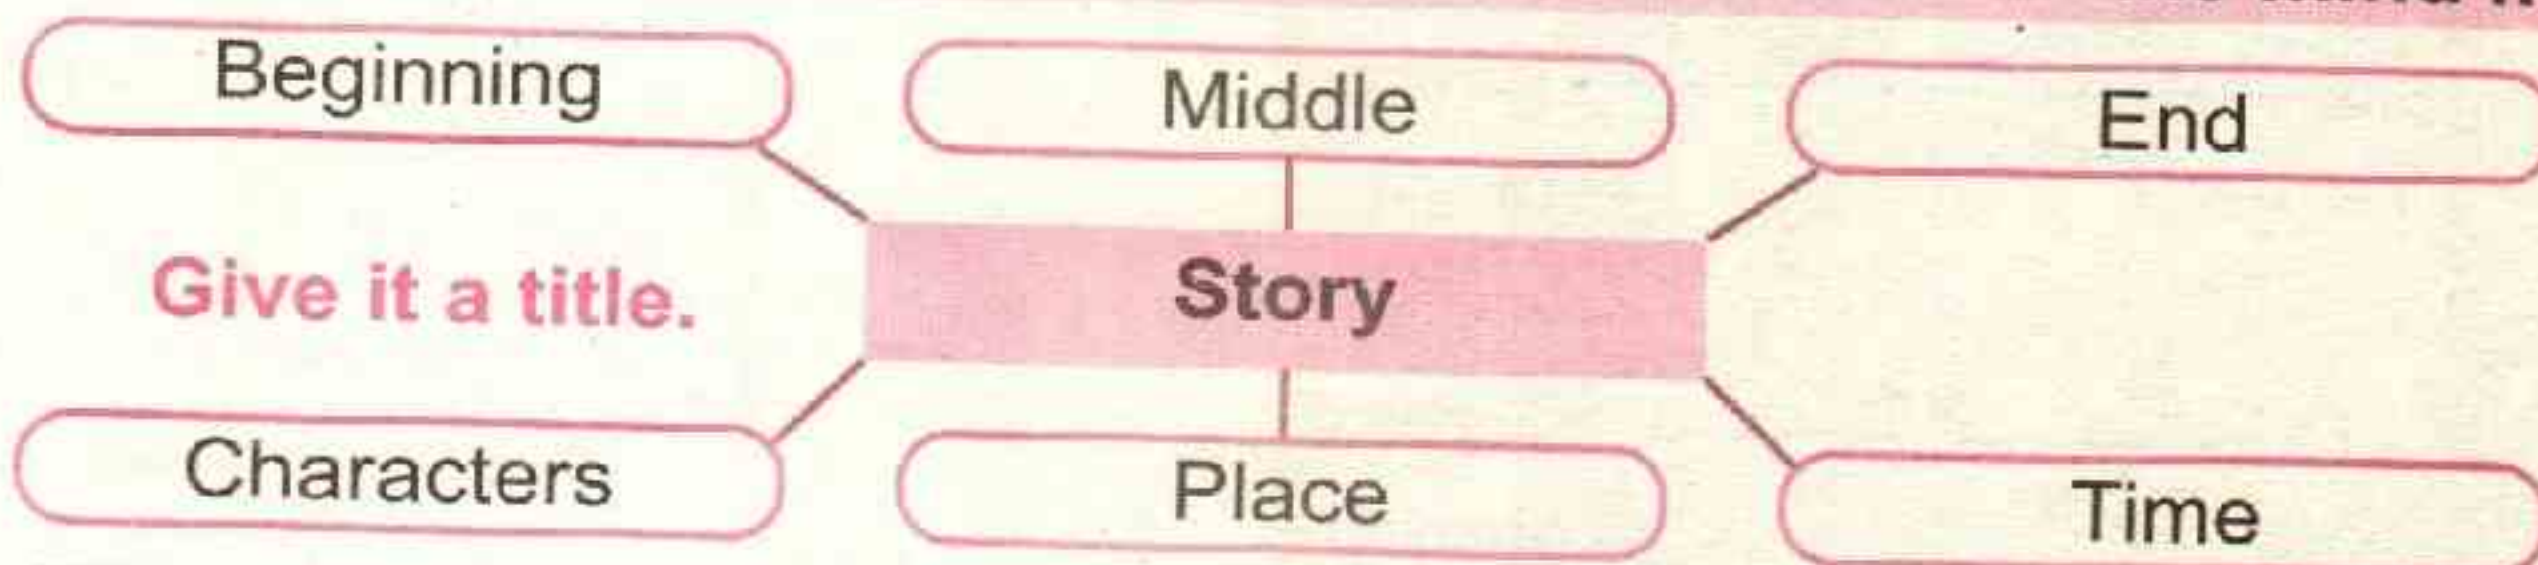 Beginning
Middle
End
Give it a title.
Story
Characters
Place
Time